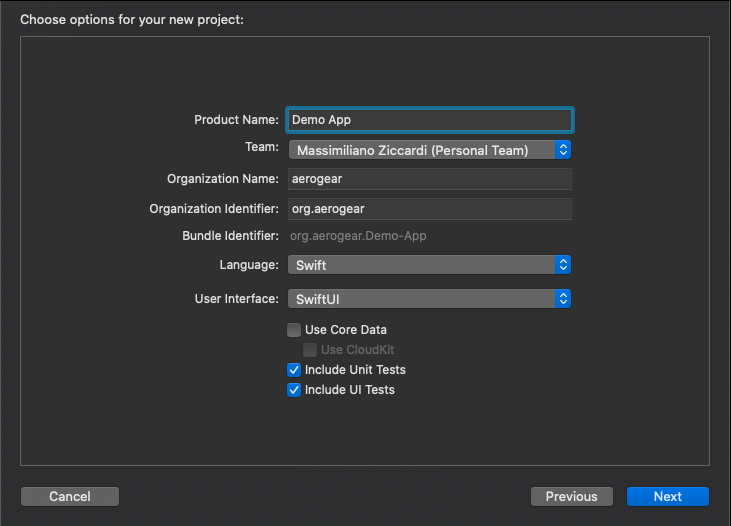 Choose options for your new project:
Product Name: Demo App
Team: Massimiliano Ziccardi (Personal Team)
Organization Name: aerogear
Organization Identifier: org.aerogear
Bundle Identifier: org.aerogear.Demo-App
Language: Swift
User Interface: SwiftUI
Use Core Data
Use CloudKit
Include Unit Tests
Include UI Tests
Cancel Previous Next